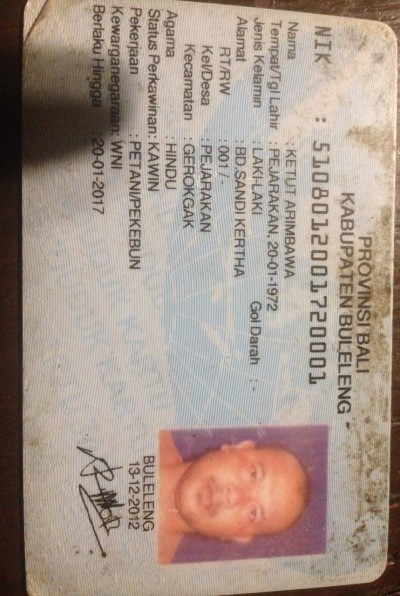 PROVINSI BALI
KABUPATEN BULELENG
NIK : 5108012001720001
Nama : KETUT ARIMBAWA
Tempat/Tgl Lahir : PEJARAKAN, 20-01-1972
Jenis Kelamin : LAKI-LAKI Gol Darah : -
Alamat : BD.SANDI KERTHA
RT/RW : 001/-
Kel/Desa : PEJARAKAN
Kecamatan : GEROKGAK
Agama : HINDU
Status Perkawinan: KAWIN
Pekerjaan : PETANI/PEKEBUN
Kewarganegaraan: WNI
Berlaku Hingga : 20-01-2017
BULELENG
13-12-2012